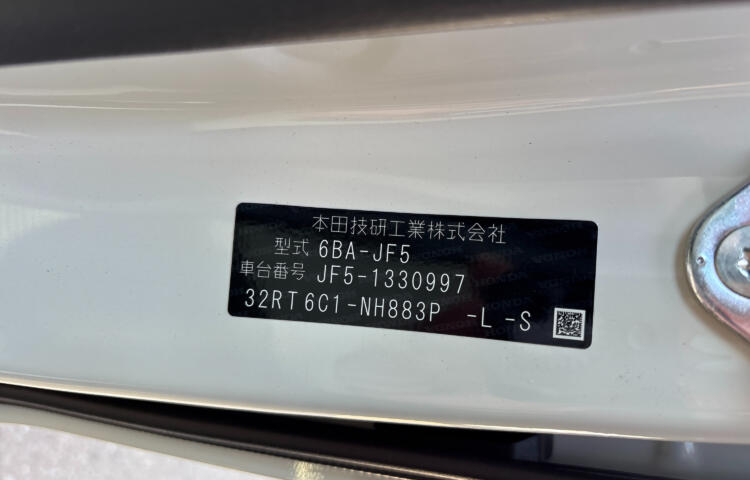 本田技研工業株式会社
型式 6BA-JF5
車台番号 JF5-1330997
32RT6C1-NH883P -L -S